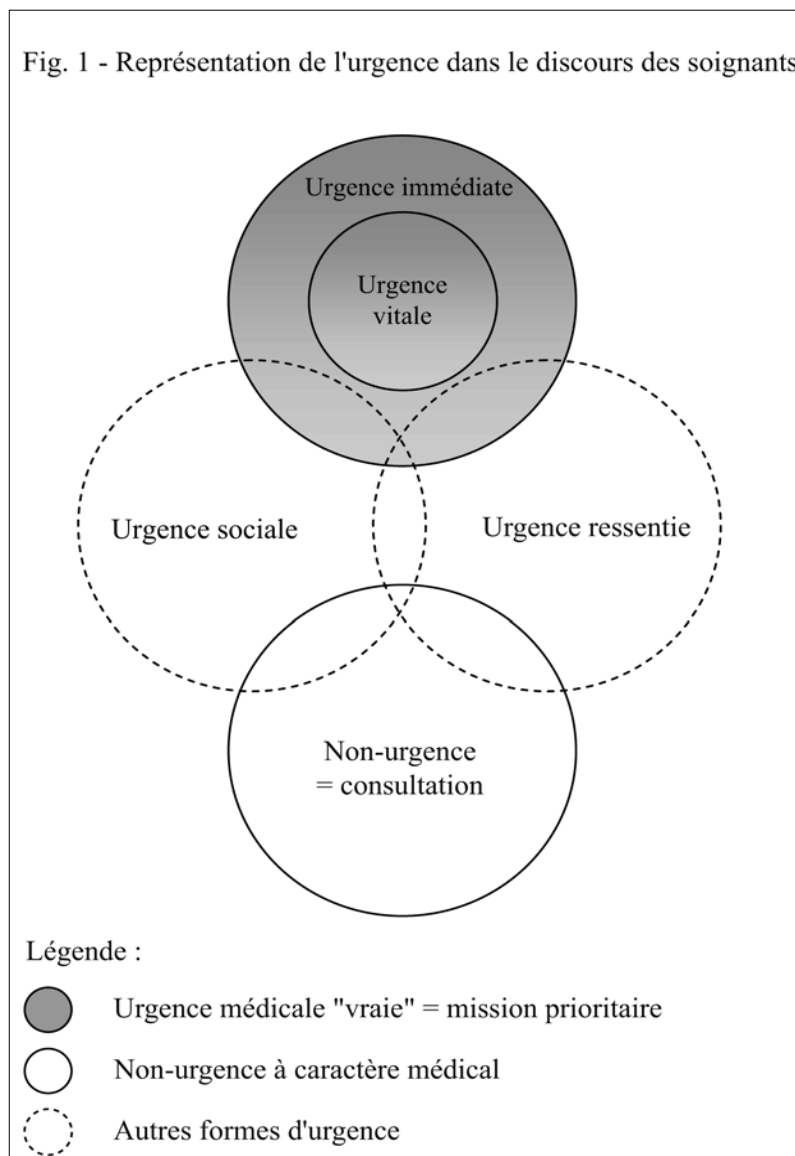 Fig. 1 - Représentation de l'urgence dans le discours des soignants
Urgence immédiate
Urgence
vitale
Urgence sociale
Urgence ressentie
Non-urgence
= consultation
Légende :
Urgence médicale "vraie" = mission prioritaire
Non-urgence à caractère médical
Autres formes d'urgence